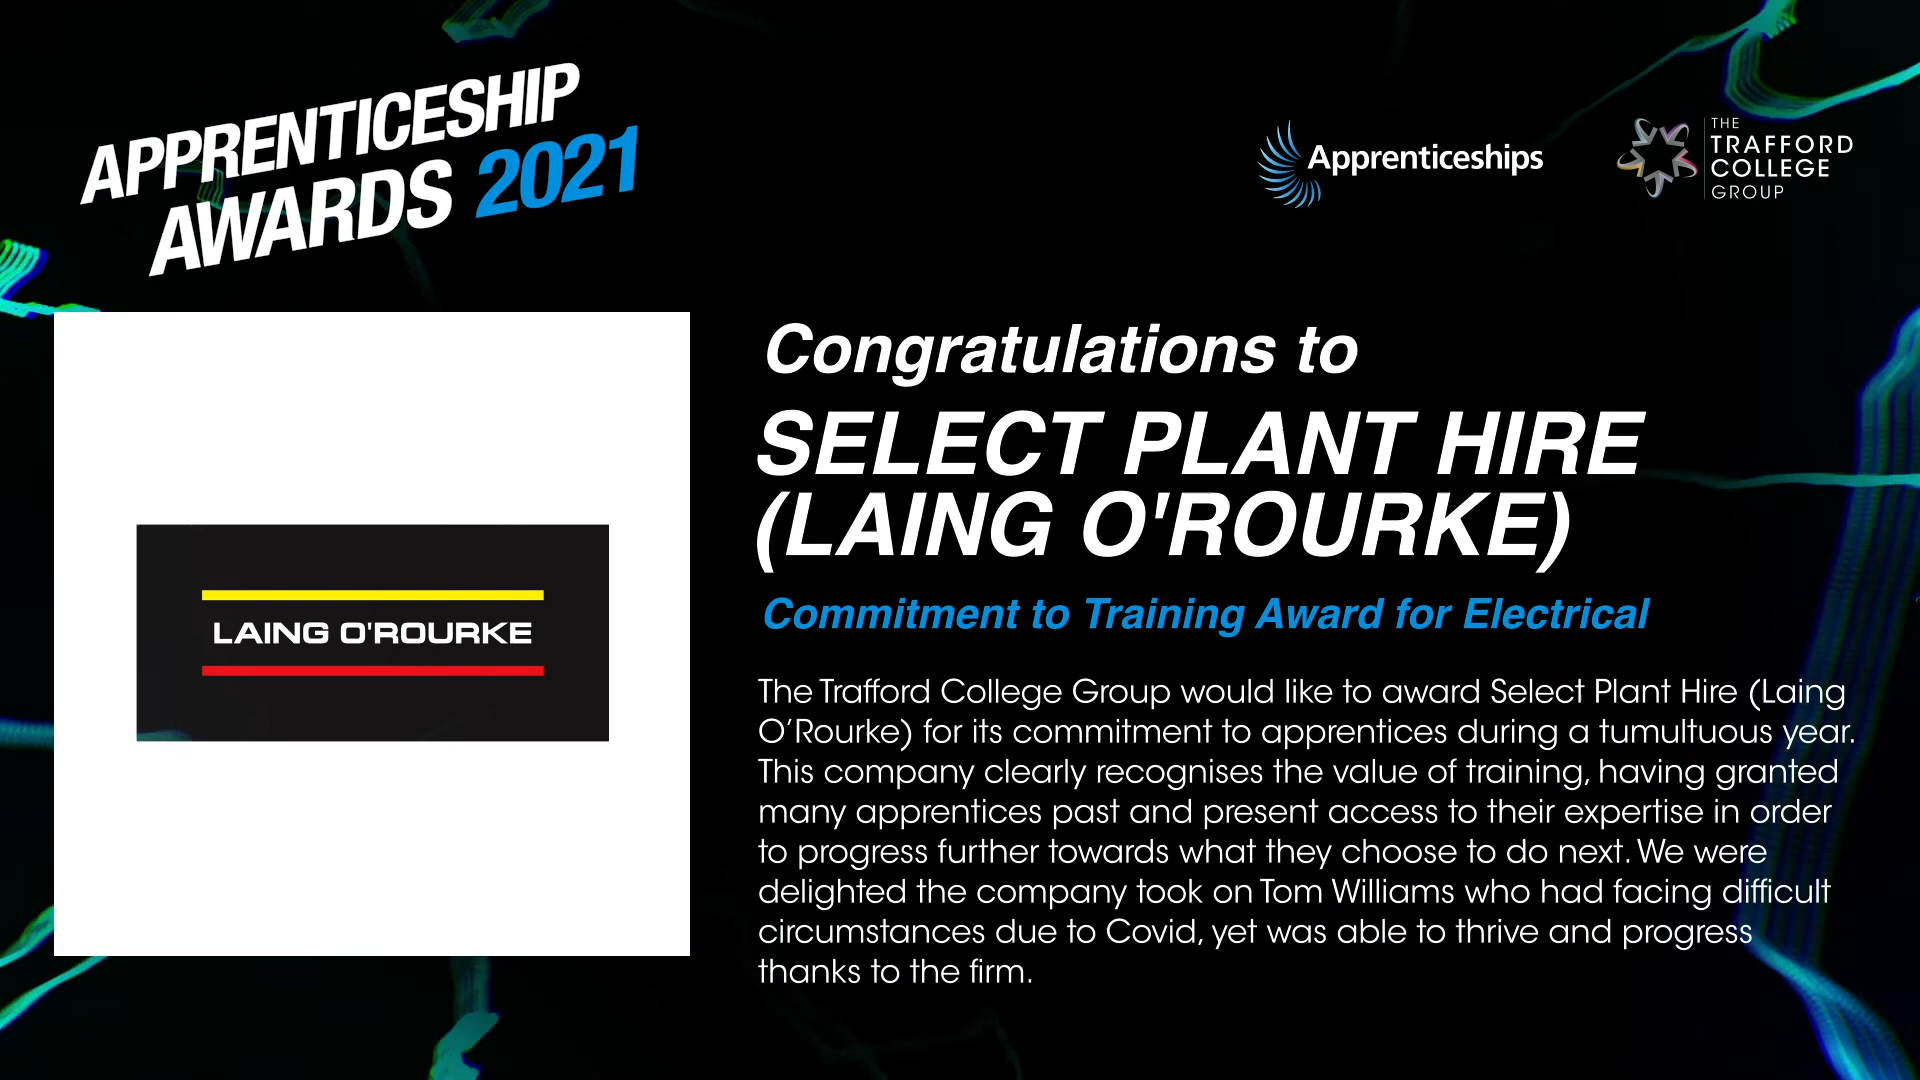 APPRENTICESHIP
AWARDS 2021
Apprenticeships
THE
TRAFFORD
COLLEGE
GROUP
LAING O'ROURKE
Congratulations to
SELECT PLANT HIRE
(LAING O'ROURKE)
Commitment to Training Award for Electrical
The Trafford College Group would like to award Select Plant Hire (Laing
O’Rourke) for its commitment to apprentices during a tumultuous year.
This company clearly recognises the value of training, having granted
many apprentices past and present access to their expertise in order
to progress further towards what they choose to do next. We were
delighted the company took on Tom Williams who had facing difficult
circumstances due to Covid, yet was able to thrive and progress
thanks to the firm.